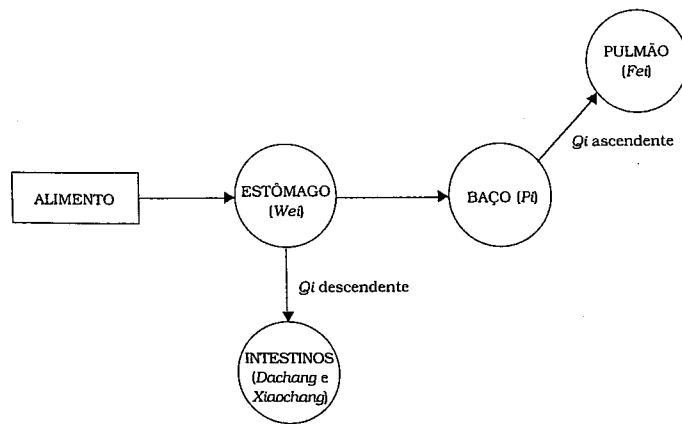 PULMÃO
(Fei)
Qi ascendente
ALIMENTO
ESTÔMAGO
(Wei)
BAÇO (Pi)
Qi descendente
INTESTINOS
(Dachang e
Xiaochang)